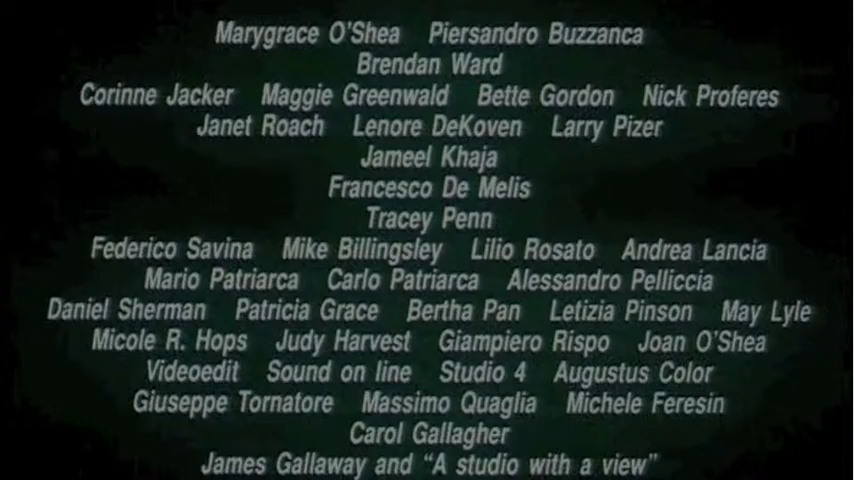 Marygrace O'Shea Piersandro Buzzanca
Brendan Ward
Corinne Jacker Maggie Greenwald Bette Gordon Nick Proferes
Janet Roach Lenore DeKoven Larry Pizer
Jameel Khaja
Francesco De Melis
Tracey Penn
Federico Savina Mike Billingsley Lilio Rosato Andrea Lancia
Mario Patriarca Carlo Patriarca Alessandro Pelliccia
Daniel Sherman Patricia Grace Bertha Pan Letizia Pinson May Lyle
Micole R. Hops Judy Harvest Giampiero Rispo Joan O'Shea
Videoedit Sound on line Studio 4 Augustus Color
Giuseppe Tornatore Massimo Quaglia Michele Feresin
Carol Gallagher
James Gallaway and "A studio with a view"